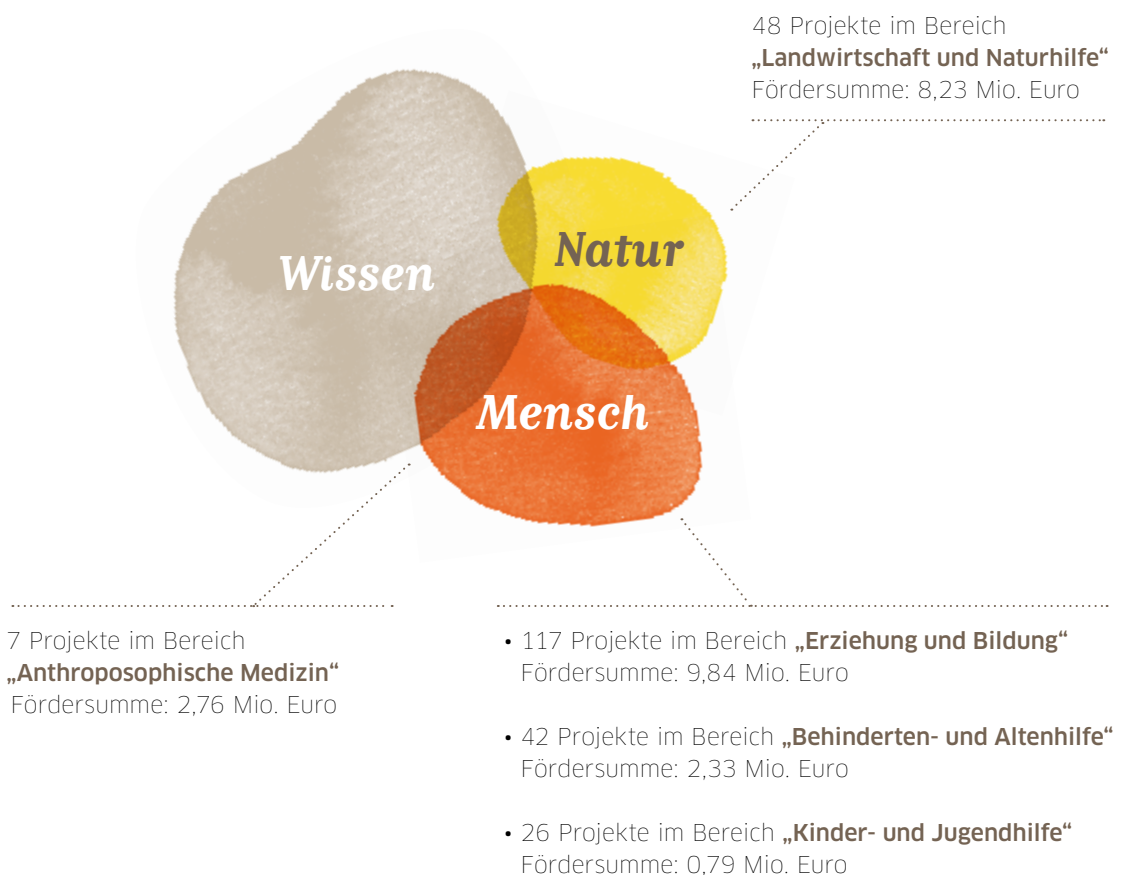 48 Projekte im Bereich
„Landwirtschaft und Naturhilfe“
Fördersumme: 8,23 Mio. Euro
Wissen
Natur
Mensch
7 Projekte im Bereich
„Anthroposophische Medizin“
Fördersumme: 2,76 Mio. Euro
• 117 Projekte im Bereich „Erziehung und Bildung“
Fördersumme: 9,84 Mio. Euro
• 42 Projekte im Bereich „Behinderten- und Altenhilfe“
Fördersumme: 2,33 Mio. Euro
• 26 Projekte im Bereich „Kinder- und Jugendhilfe“
Fördersumme: 0,79 Mio. Euro